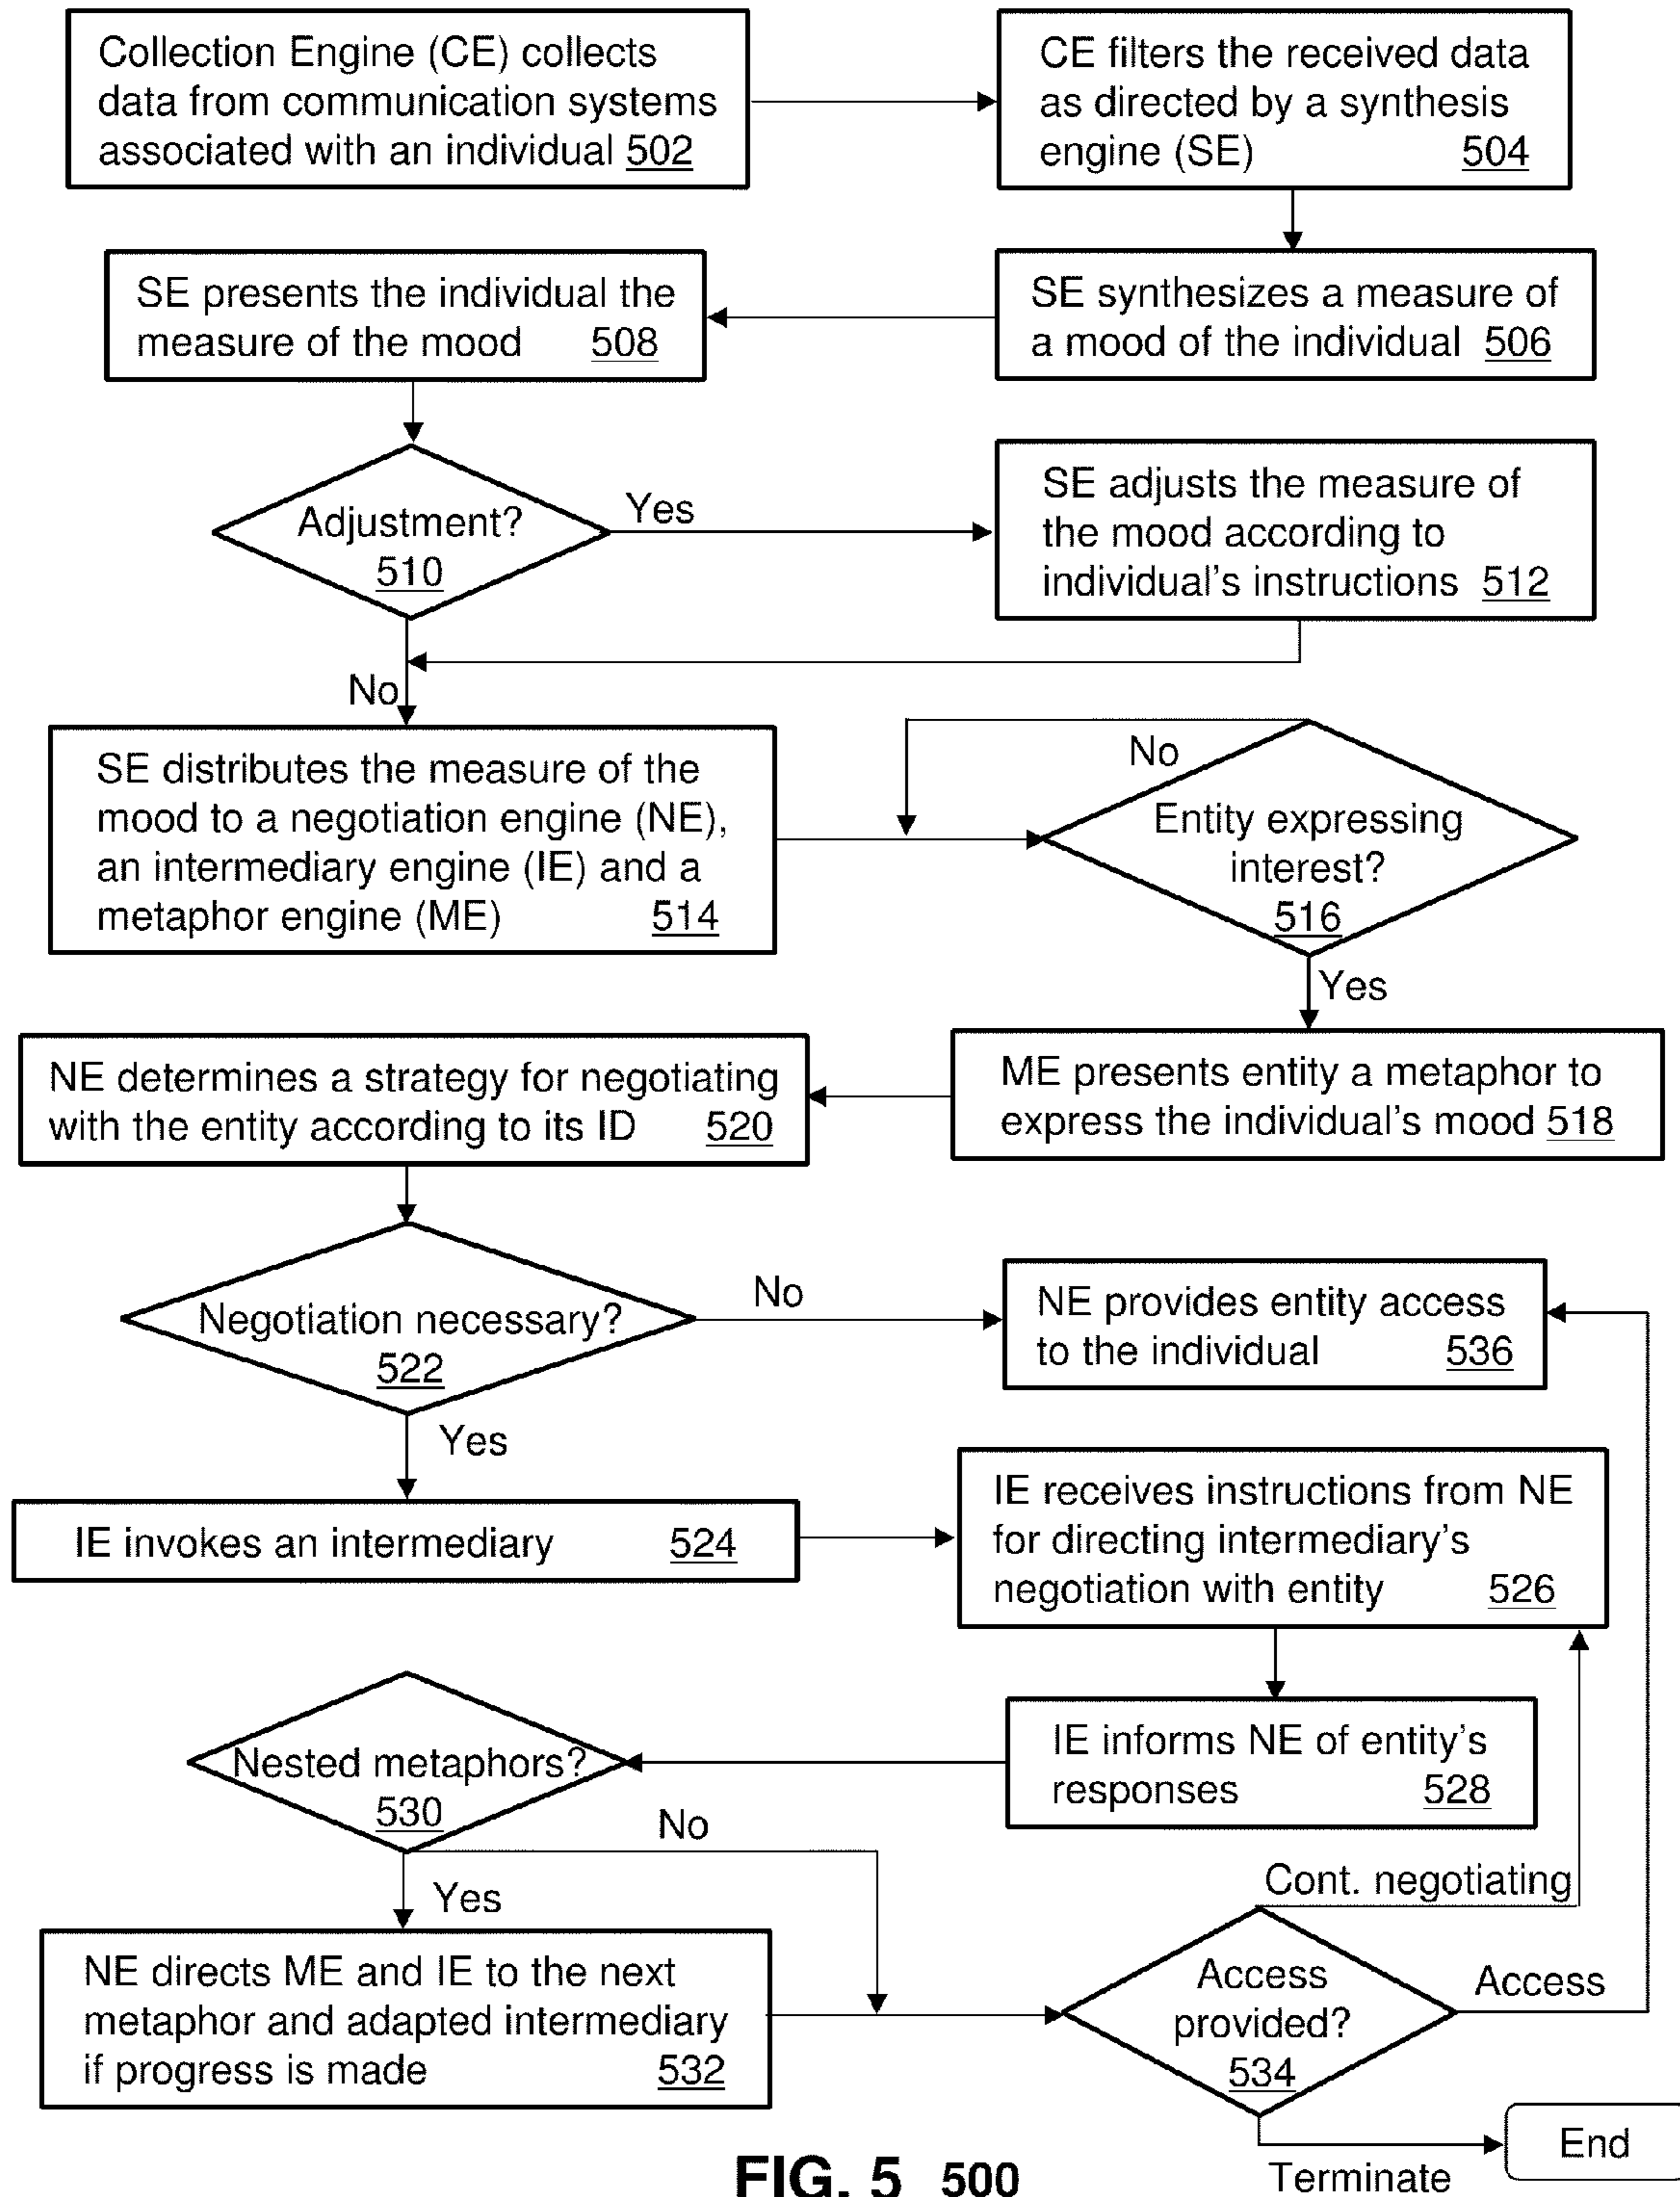 Collection Engine (CE) collects
data from communication systems
associated with an individual 502
CE filters the received data
as directed by a synthesis
engine (SE) 504
SE presents the individual the
measure of the mood 508
SE synthesizes a measure of
a mood of the individual 506
Adjustment?
510
Yes
SE adjusts the measure of
the mood according to
individual's instructions 512
No
SE distributes the measure of the
mood to a negotiation engine (NE),
an intermediary engine (IE) and a
metaphor engine (ME) 514
No
Entity expressing
interest?
516
Yes
NE determines a strategy for negotiating
with the entity according to its ID 520
ME presents entity a metaphor to
express the individual's mood 518
Negotiation necessary?
522
No
NE provides entity access
to the individual 536
Yes
IE invokes an intermediary 524
IE receives instructions from NE
for directing intermediary's
negotiation with entity 526
Nested metaphors?
530
IE informs NE of entity's
responses 528
No
Yes
Cont. negotiating
NE directs ME and IE to the next
metaphor and adapted intermediary
if progress is made 532
Access
provided?
534
Access
Terminate
End
FIG. 5 500